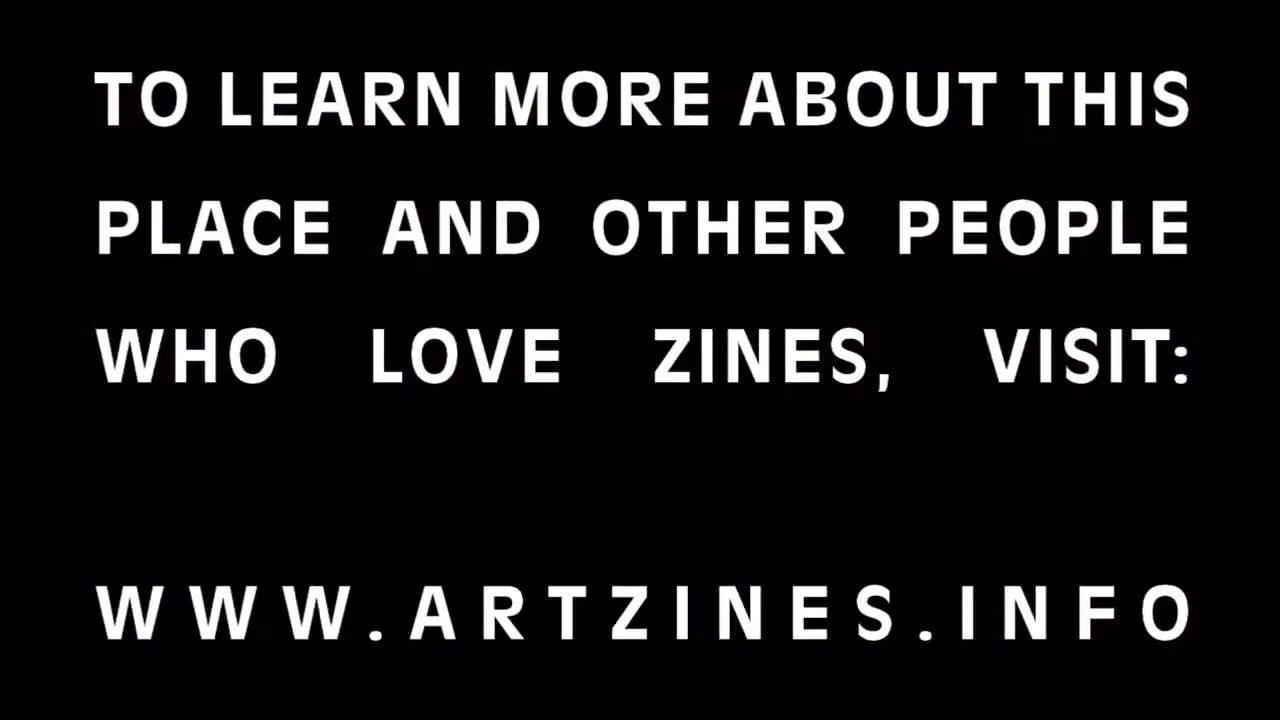 TO LEARN MORE ABOUT THIS
PLACE AND OTHER PEOPLE
WHO LOVE ZINES, VISIT:
WWW.ARTZINES.INFO